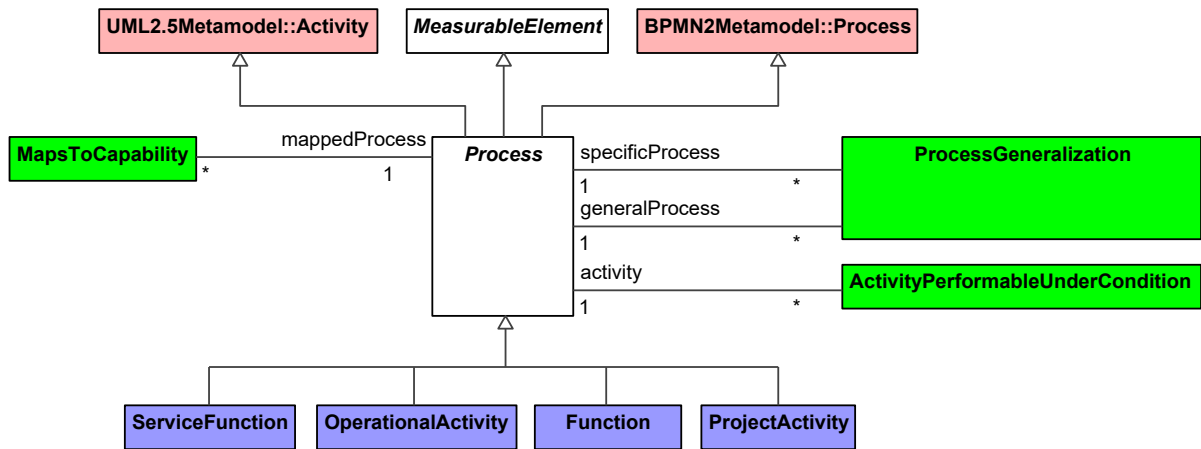 UML2.5Metamodel::Activity
MeasurableElement
BPMN2Metamodel::Process
MapsToCapability
mappedProcess
*
1
Process
specificProcess
1
*
ProcessGeneralization
generalProcess
1
*
activity
1
*
ActivityPerformableUnderCondition
ServiceFunction
OperationalActivity
Function
ProjectActivity